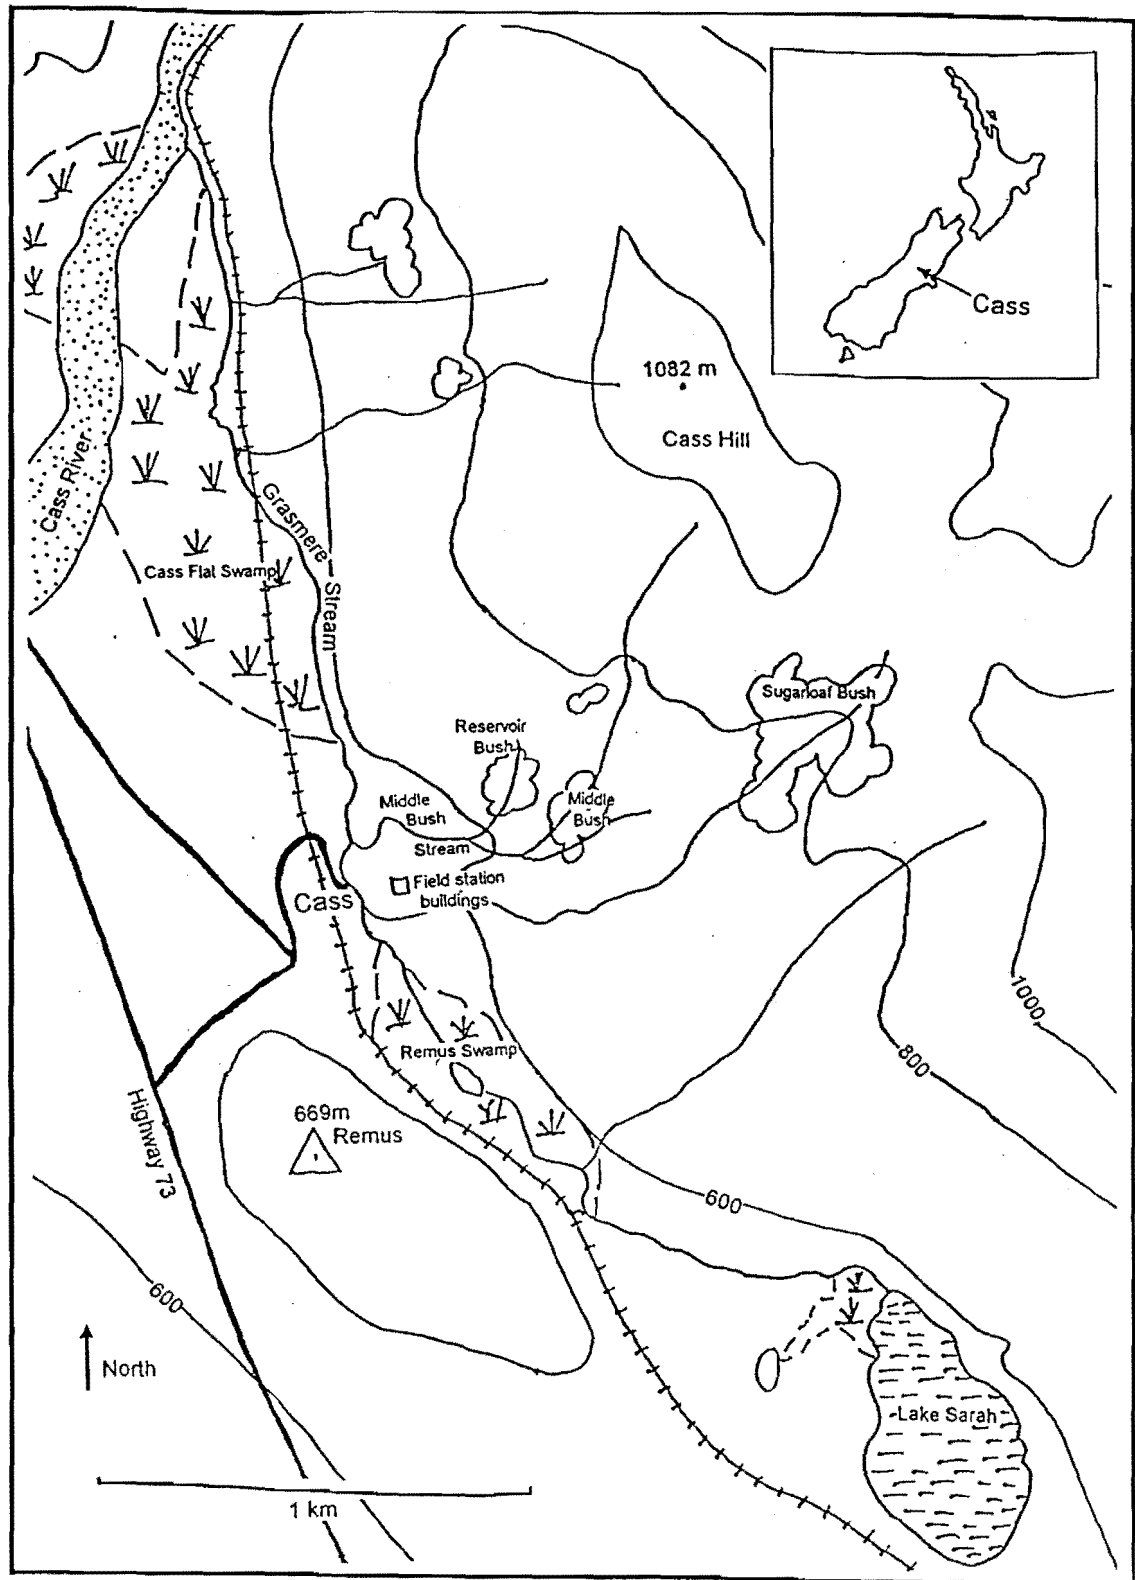 Cass
1082 m
Cass Hill
Cass River
Grasmere
Stream
Cass Flat Swamp
Sugarloaf Bush
Reservoir
Bush
Middle
Bush
Stream
Middle
Bush
Field station
buildings
Cass
1000
800
Remus Swamp
669m
Remus
Highway 73
600
600
North
Lake Sarah
1 km